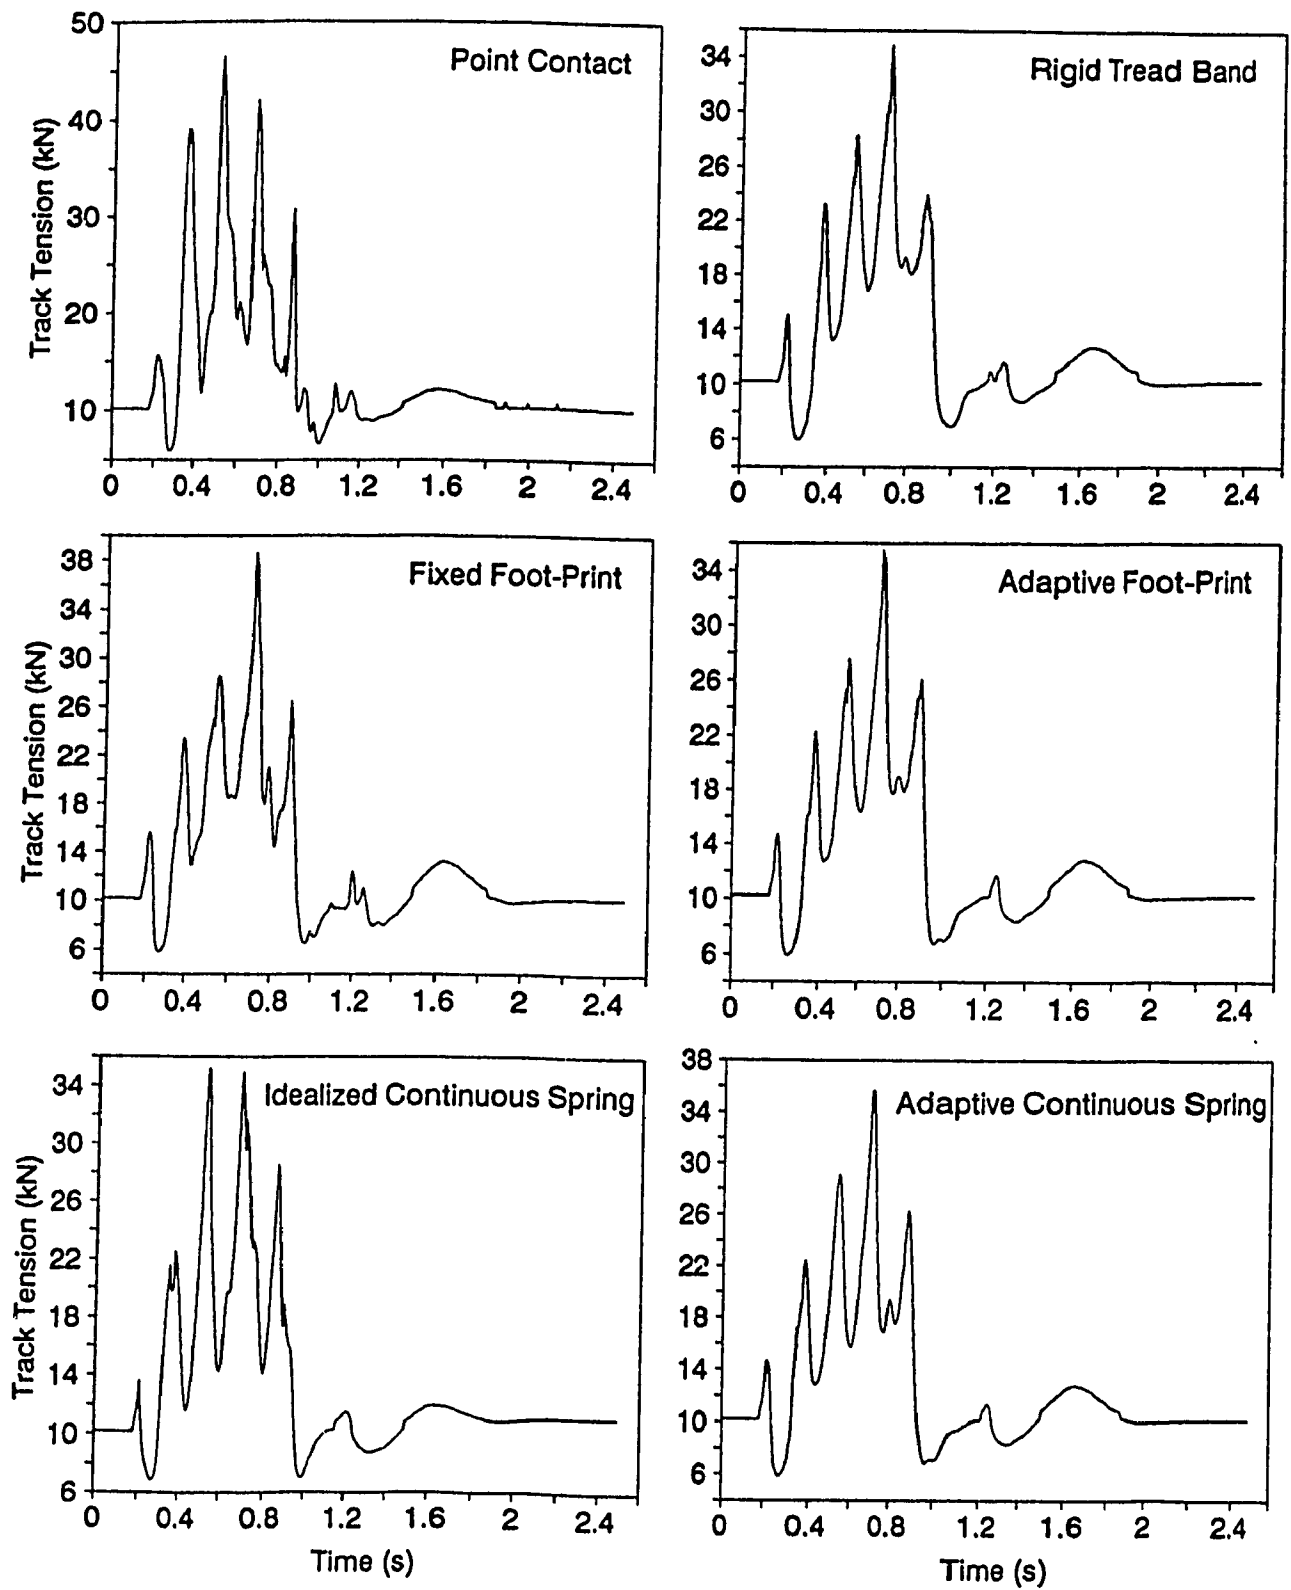 Point Contact
Track Tension (kN)
50
40
30
20
10
0 0.4 0.8 1.2 1.6 2 2.4
Rigid Tread Band
34
30
26
22
18
14
10
6
0 0.4 0.8 1.2 1.6 2 2.4
Fixed Foot-Print
Track Tension (kN)
38
34
30
26
22
18
14
10
6
0 0.4 0.8 1.2 1.6 2 2.4
Adaptive Foot-Print
34
30
26
22
18
14
10
6
0 0.4 0.8 1.2 1.6 2 2.4
Idealized Continuous Spring
Track Tension (kN)
34
30
26
22
18
14
10
6
0 0.4 0.8 1.2 1.6 2 2.4
Time (s)
Adaptive Continuous Spring
38
34
30
26
22
18
14
10
6
0 0.4 0.8 1.2 1.6 2 2.4
Time (s)